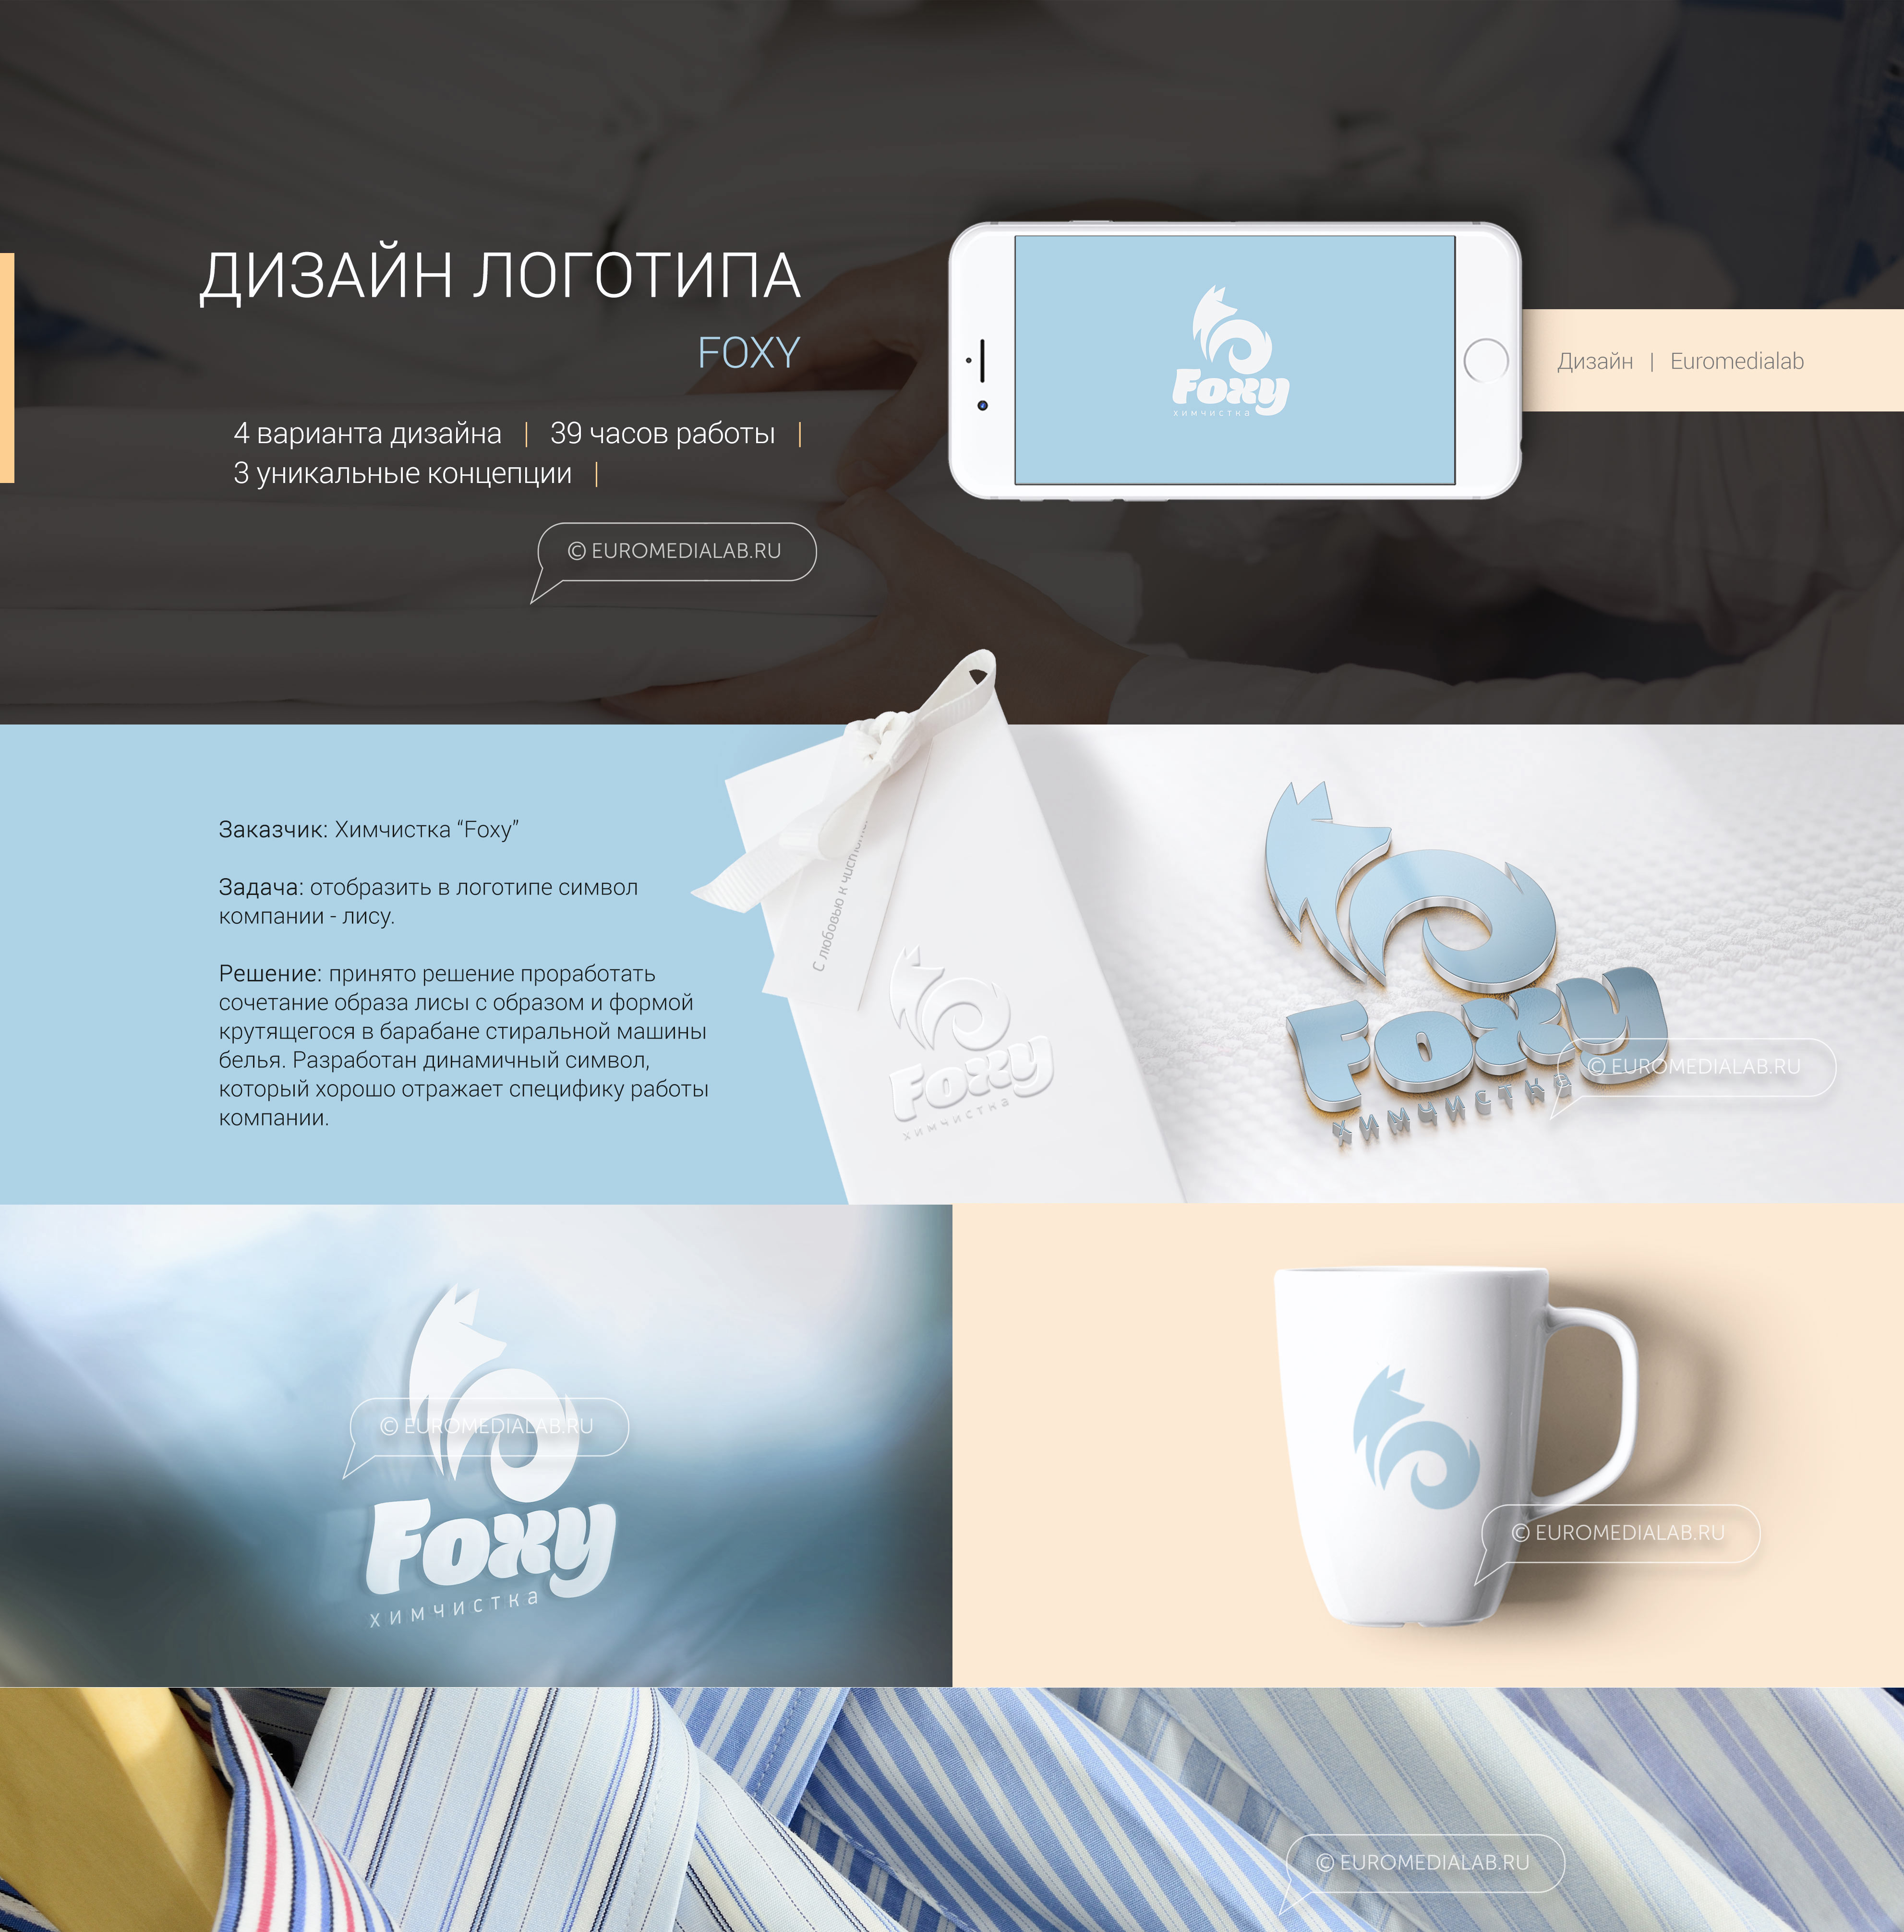 ДИЗАЙН ЛОГОТИПА
FOXY
4 варианта дизайна | 39 часов работы |
3 уникальные концепции |
© EUROMEDIALAB.RU
Foxy
химчистка
Дизайн | Euromedialab
Заказчик: Химчистка “Foxy”
Задача: отобразить в логотипе символ
компании - лису.
Решение: принято решение проработать
сочетание образа лисы с образом и формой
крутящегося в барабане стиральной машины
белья. Разработан динамичный символ,
который хорошо отражает специфику работы
компании.
С любовью к
Foxy
химчистка
Foxy
химчистка
© EUROMEDIALAB.RU
© EUROMEDIALAB.RU
Foxy
химчистка
© EUROMEDIALAB.RU
© EUROMEDIALAB.RU